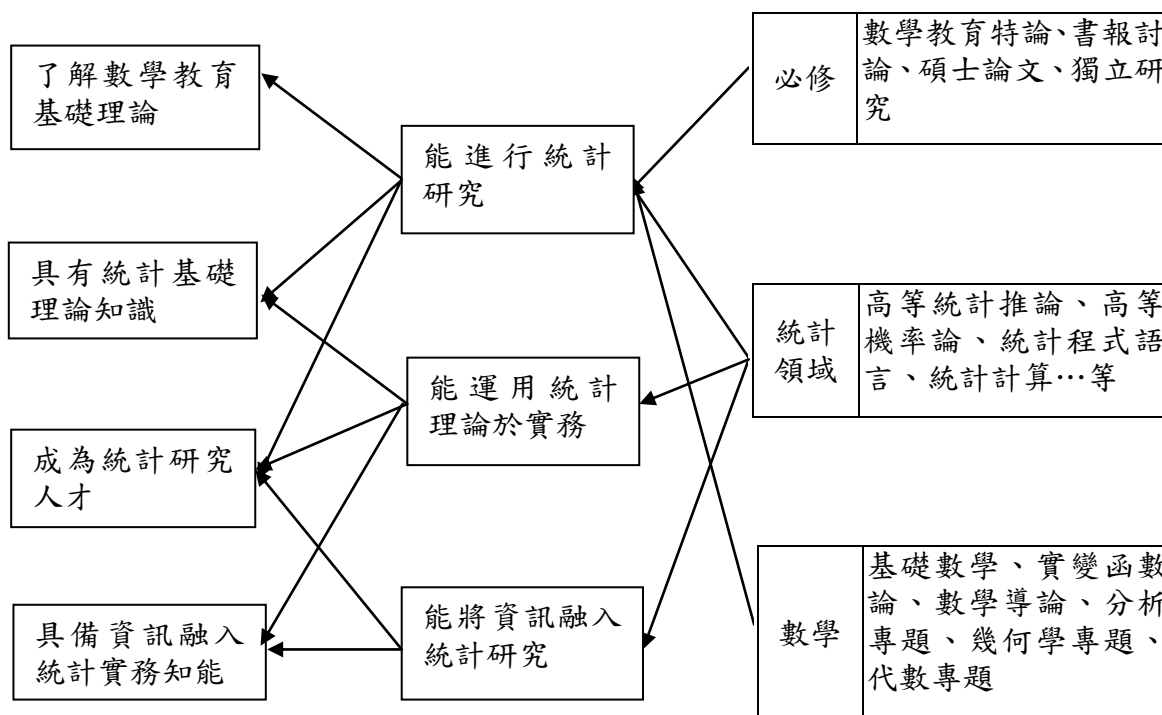 了解數學教育
基礎理論
具有統計基礎
理論知識
成為統計研究
人才
具備資訊融入
統計實務知能
能進行統計
研究
能運用統計
理論於實務
能將資訊融入
統計研究
必修
數學教育特論、書報討
論、碩士論文、獨立研
究
統計
領域
高等統計推論、高等
機率論、統計程式語
言、統計計算…等
數學
基礎數學、實變函數
論、數學導論、分析
專題、幾何學專題、
代數專題